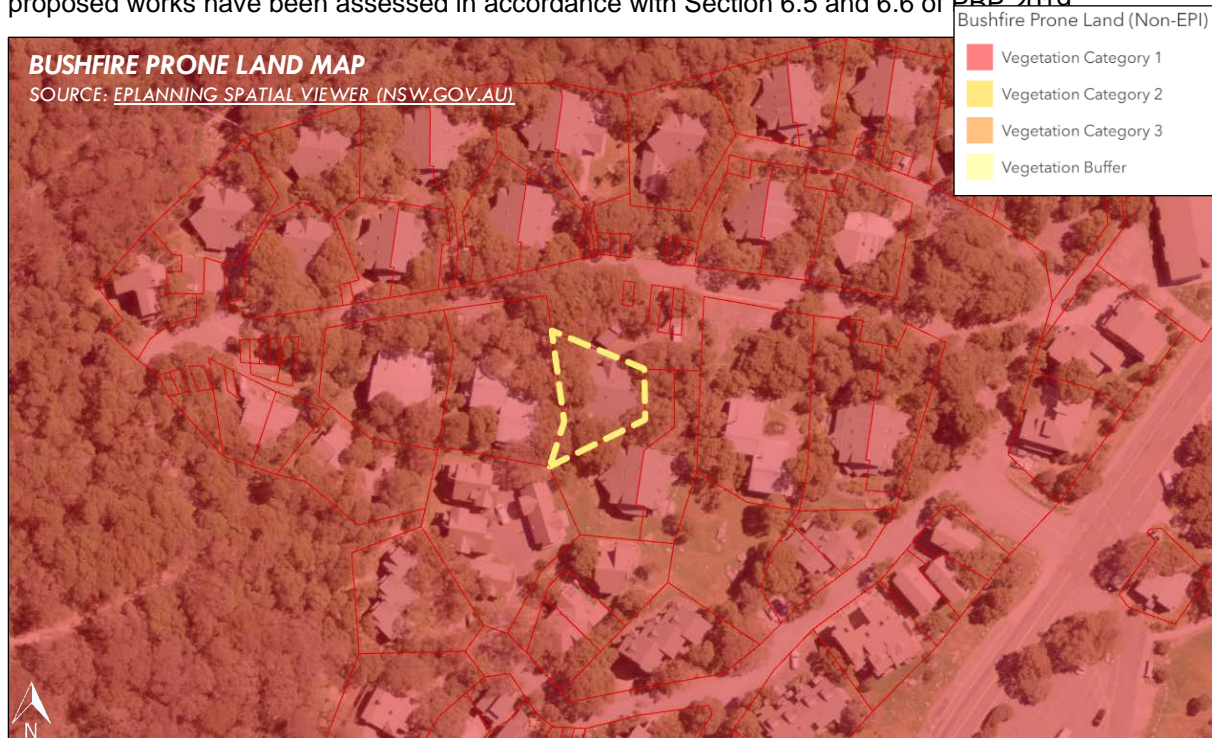 proposed works have been assessed in accordance with Section 6.5 and 6.6 of PBP 2019
Bushfire Prone Land (Non-EPI)
Vegetation Category 1
Vegetation Category 2
Vegetation Category 3
Vegetation Buffer
BUSHFIRE PRONE LAND MAP
SOURCE: EPLANNING SPATIAL VIEWER (NSW.GOV.AU)
N